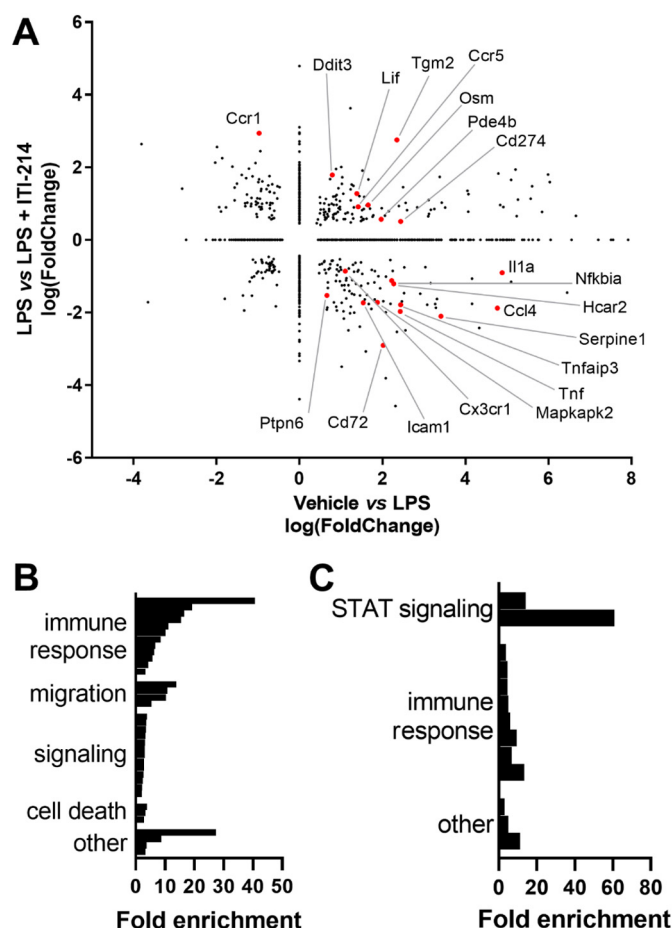 A
LPS vs LPS + ITI-214
log(FoldChange)
6
4
2
0
-2
-4
-6
Ccr1
Ddit3
Lif
Tgm2
Ccr5
Osm
Pde4b
Cd274
Il1a
Nfkbia
Hcar2
Ccl4
Serpine1
Tnfaip3
Tnf
Mapkapk2
Cx3cr1
Icam1
Cd72
Ptpn6
-4
-2
0
2
4
6
8
Vehicle vs LPS
log(FoldChange)
B
immune
response
migration
signaling
cell death
other
0 10 20 30 40 50
Fold enrichment
C
STAT signaling
immune
response
other
0 20 40 60 80
Fold enrichment